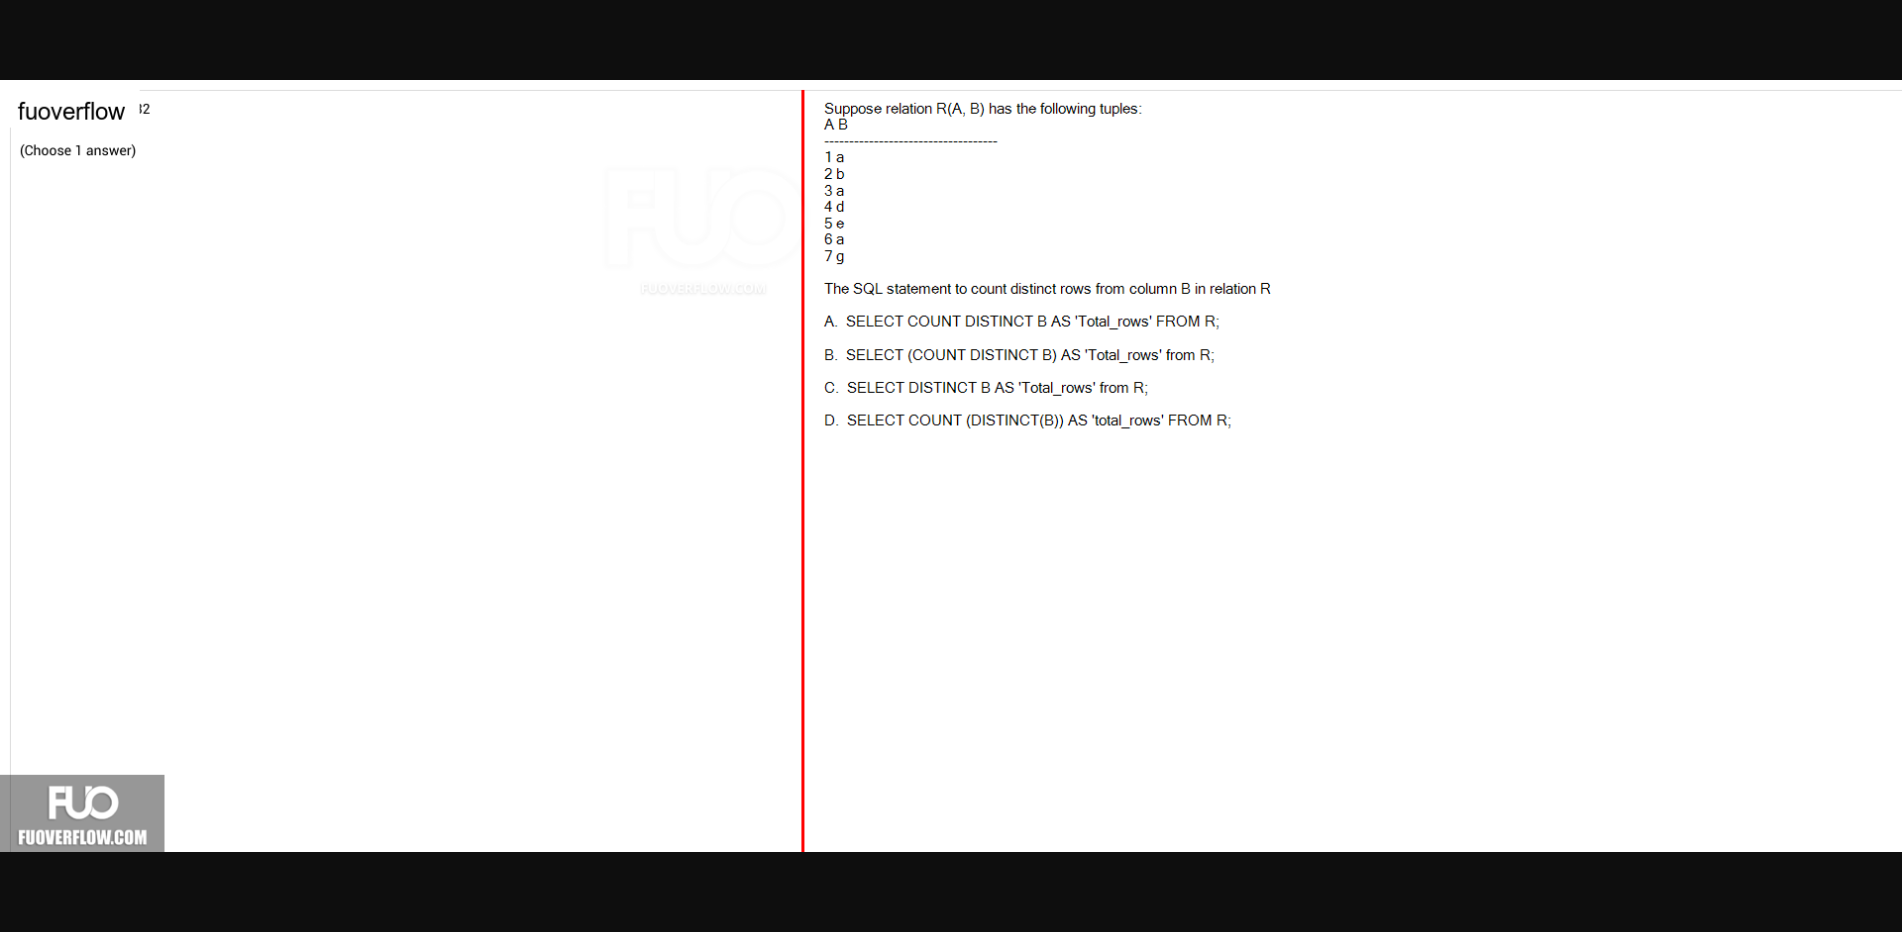 fuoverflow
32
(Choose 1 answer)
FUO
FUOVERFLOW.COM
Suppose relation R(A, B) has the following tuples:
A B
-----------------------------------
1 a
2 b
3 a
4 d
5 e
6 a
7 g
The SQL statement to count distinct rows from column B in relation R
A. SELECT COUNT DISTINCT B AS 'Total_rows' FROM R;
B. SELECT (COUNT DISTINCT B) AS 'Total_rows' from R;
C. SELECT DISTINCT B AS 'Total_rows' from R;
D. SELECT COUNT (DISTINCT(B)) AS 'total_rows' FROM R;
FUO
FUOVERFLOW.COM